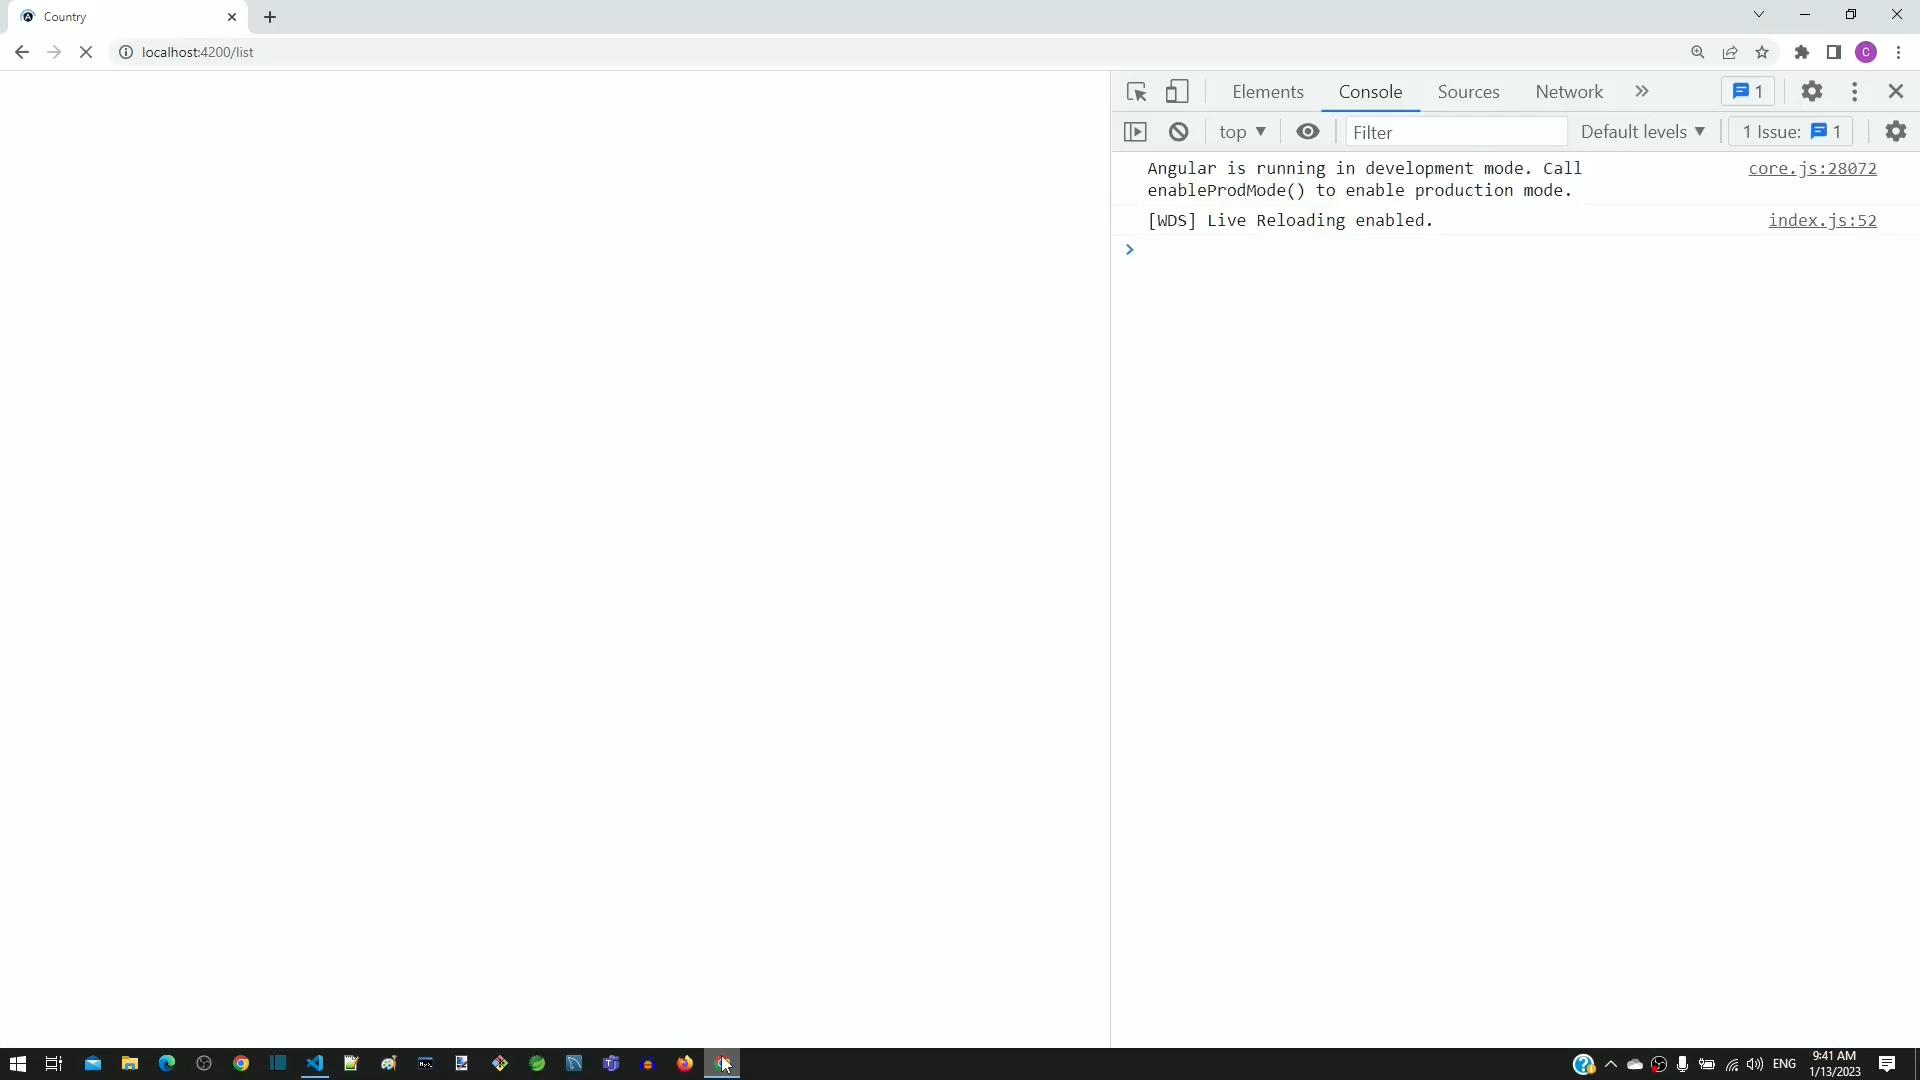 Country
localhost:4200/list
C
Elements
Console
Sources
Network
1
top
Filter
Default levels
1 Issue: 1
Angular is running in development mode. Call core.js:28072
enableProdMode() to enable production mode.
[WDS] Live Reloading enabled. index.js:52
ENG
9:41 AM
1/13/2023